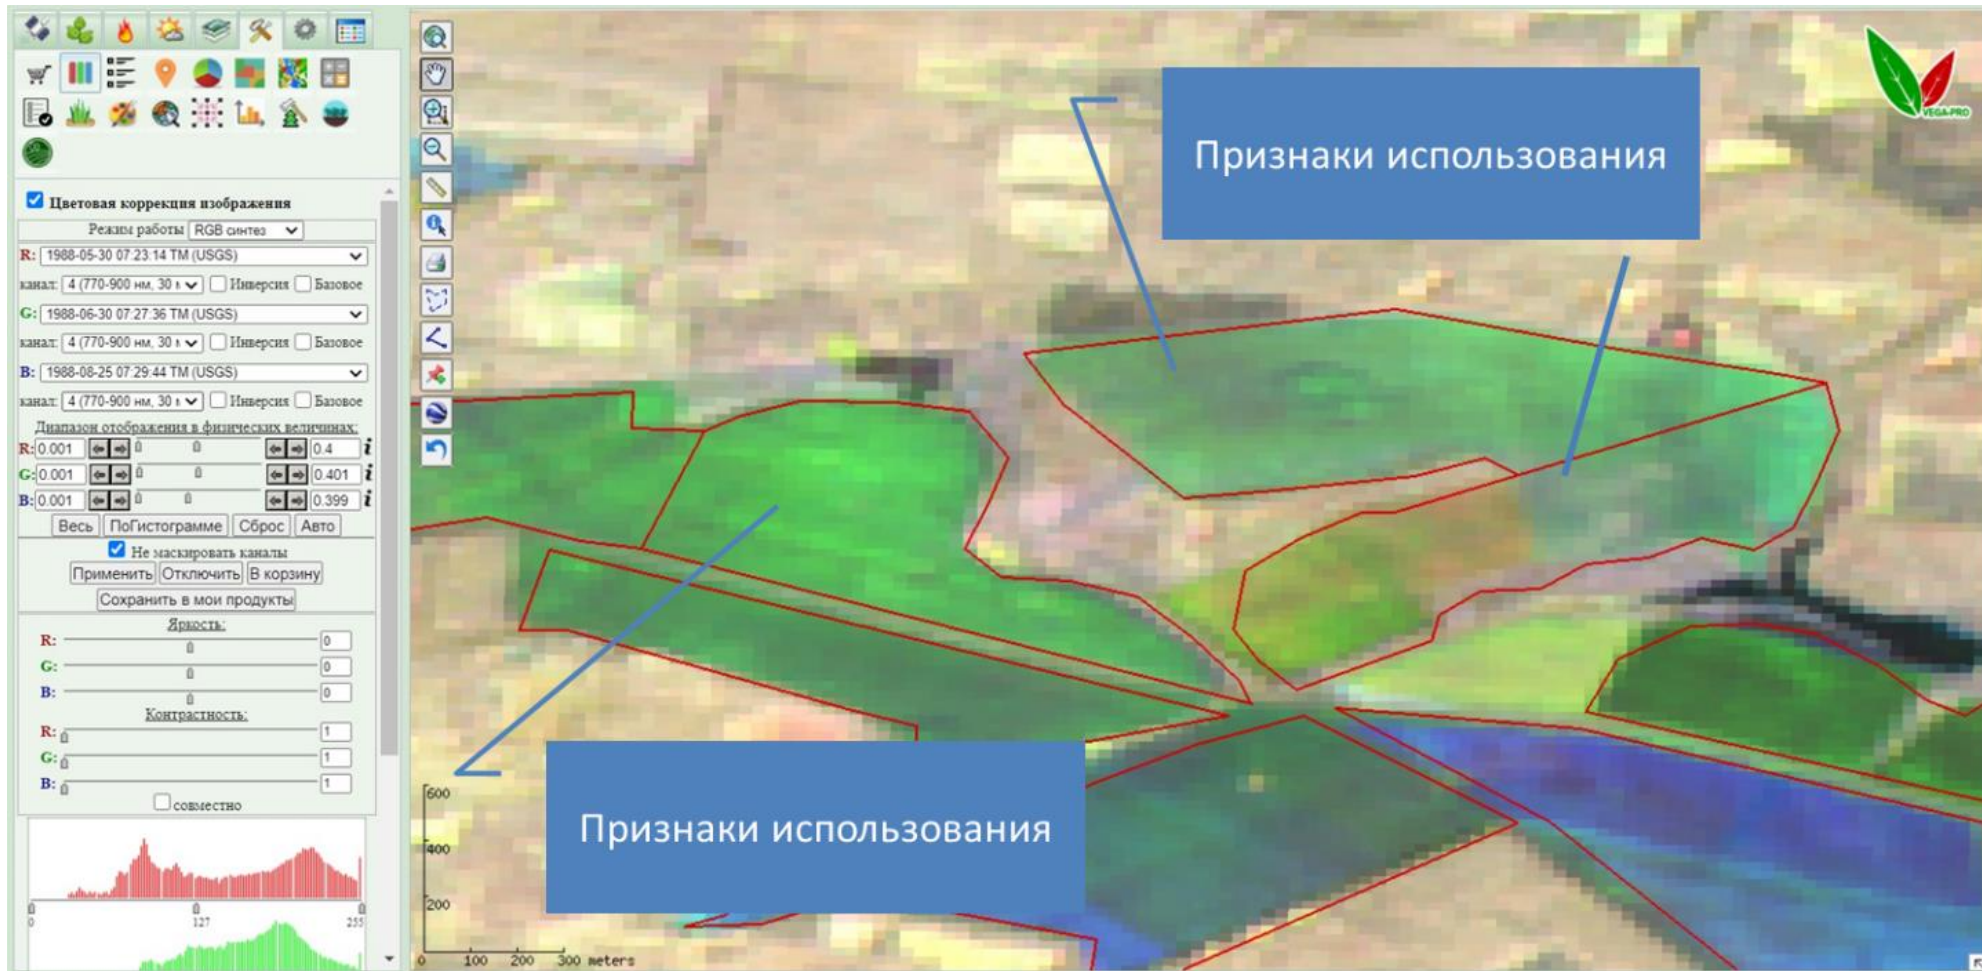 Цветовая коррекция изображения
Режим работы RGB синтез
R: 1988-05-30 07:23:14 TM (USGS)
канал: 4 (770-900 нм, 30 м Инверсия Базовое
G: 1988-06-30 07:27:36 TM (USGS)
канал: 4 (770-900 нм, 30 м Инверсия Базовое
B: 1988-08-25 07:29:44 TM (USGS)
канал: 4 (770-900 нм, 30 м Инверсия Базовое
Диапазон отображения в физических величинах:
R: 0.001 0.4 i
G: 0.001 0.401 i
B: 0.001 0.399 i
Весь ПоГистограмме Сброс Авто
Не маскировать каналы
Применить Отключить В корзину
Сохранить в мои продукты
Яркость:
R: 0
G: 0
B: 0
Контрастность:
R: 1
G: 1
B: 1
совместно
0 127 255
Признаки использования
Признаки использования
VEGA-PRO
600
400
200
0 100 200 300 meters